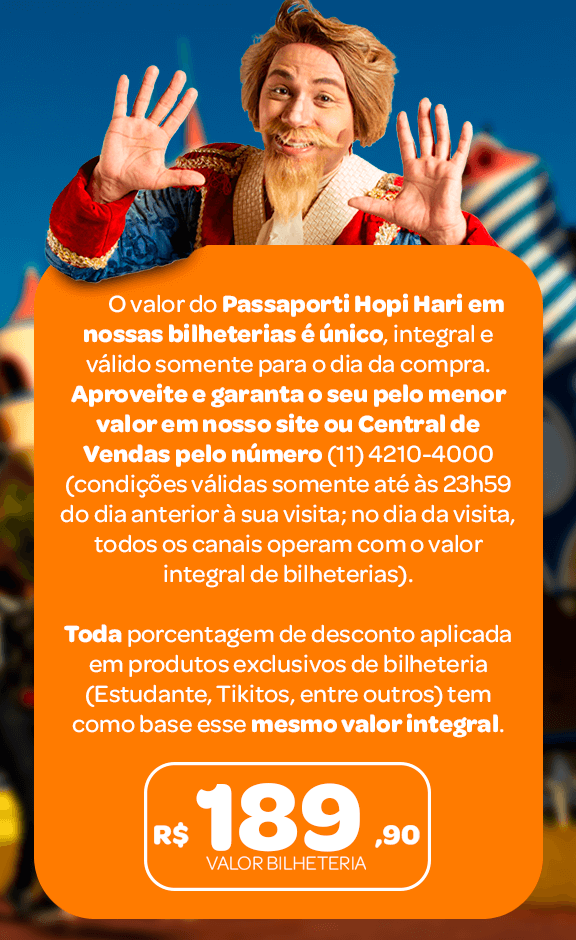 O valor do Passaporti Hopi Hari em
nossas bilheterias é único, integral e
válido somente para o dia da compra.
Aproveite e garanta o seu pelo menor
valor em nosso site ou Central de
Vendas pelo número (11) 4210-4000
(condições válidas somente até às 23h59
do dia anterior à sua visita; no dia da visita,
todos os canais operam com o valor
integral de bilheterias).
Toda porcentagem de desconto aplicada
em produtos exclusivos de bilheteria
(Estudante, Tikitos, entre outros) tem
como base esse mesmo valor integral.
R$ 189,90
VALOR BILHETERIA